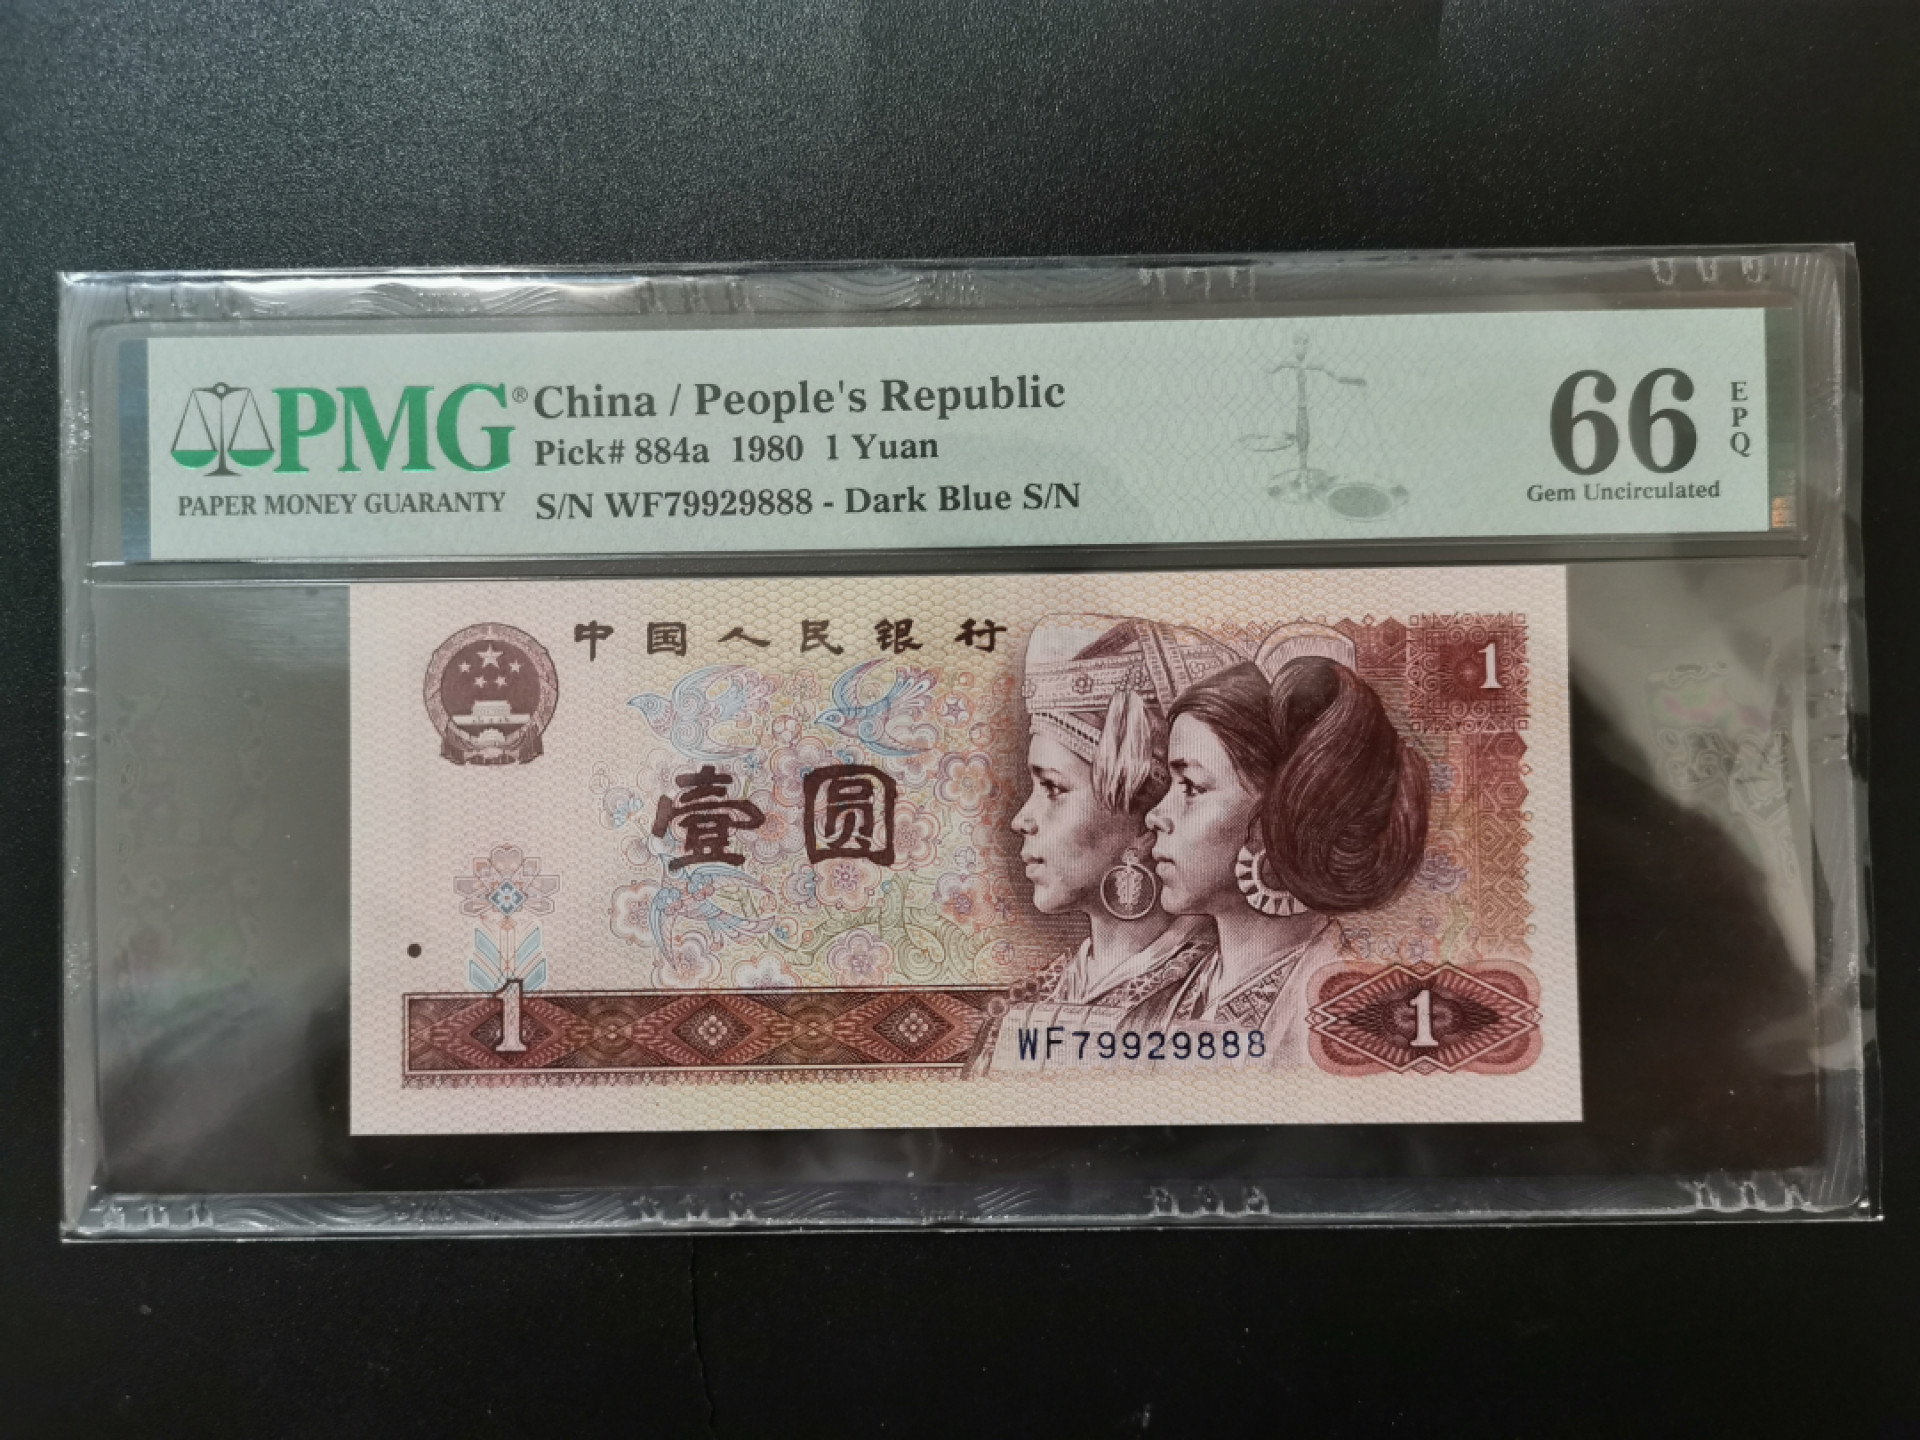 PMG®
PAPER MONEY GUARANTY
China / People's Republic
Pick# 884a 1980 1 Yuan
S/N WF79929888 - Dark Blue S/N
66
EPQ
Gem Uncirculated
中国人民银行
1
壹圆
1
WF79929888
1